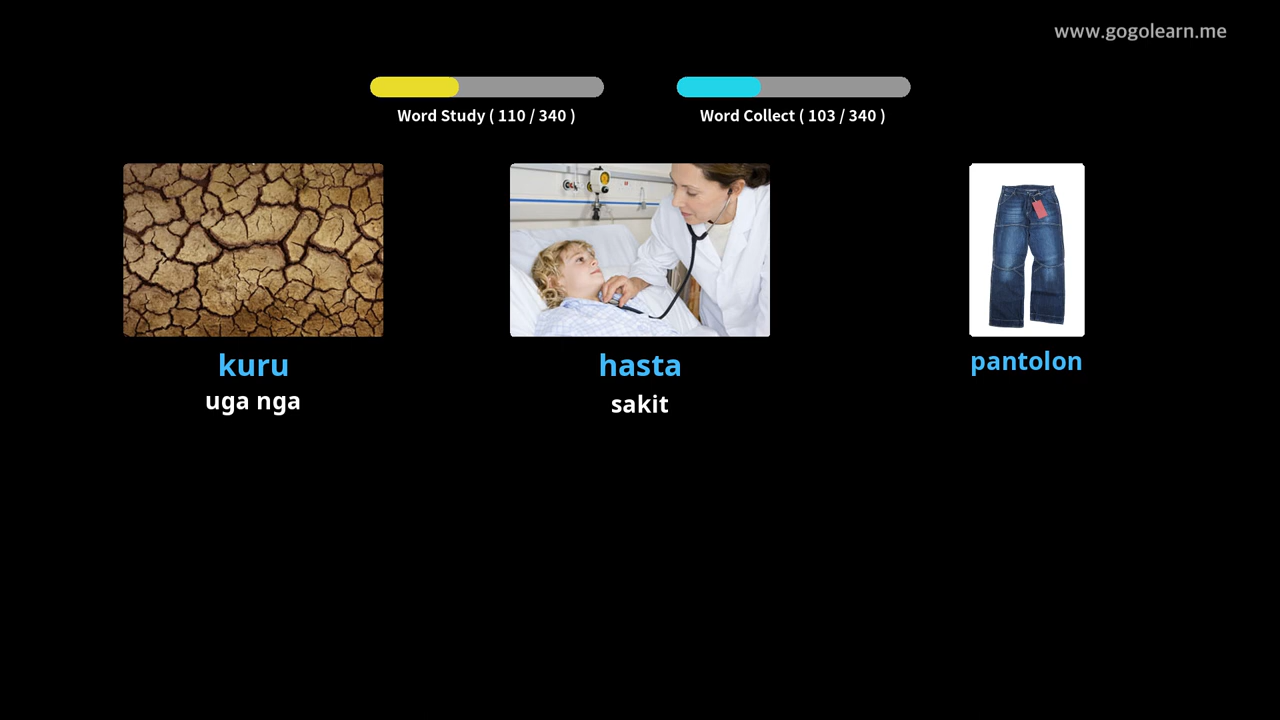 www.gogolearn.me
Word Study ( 110 / 340 )
Word Collect ( 103 / 340 )
kuru
uga nga
hasta
sakit
pantolon